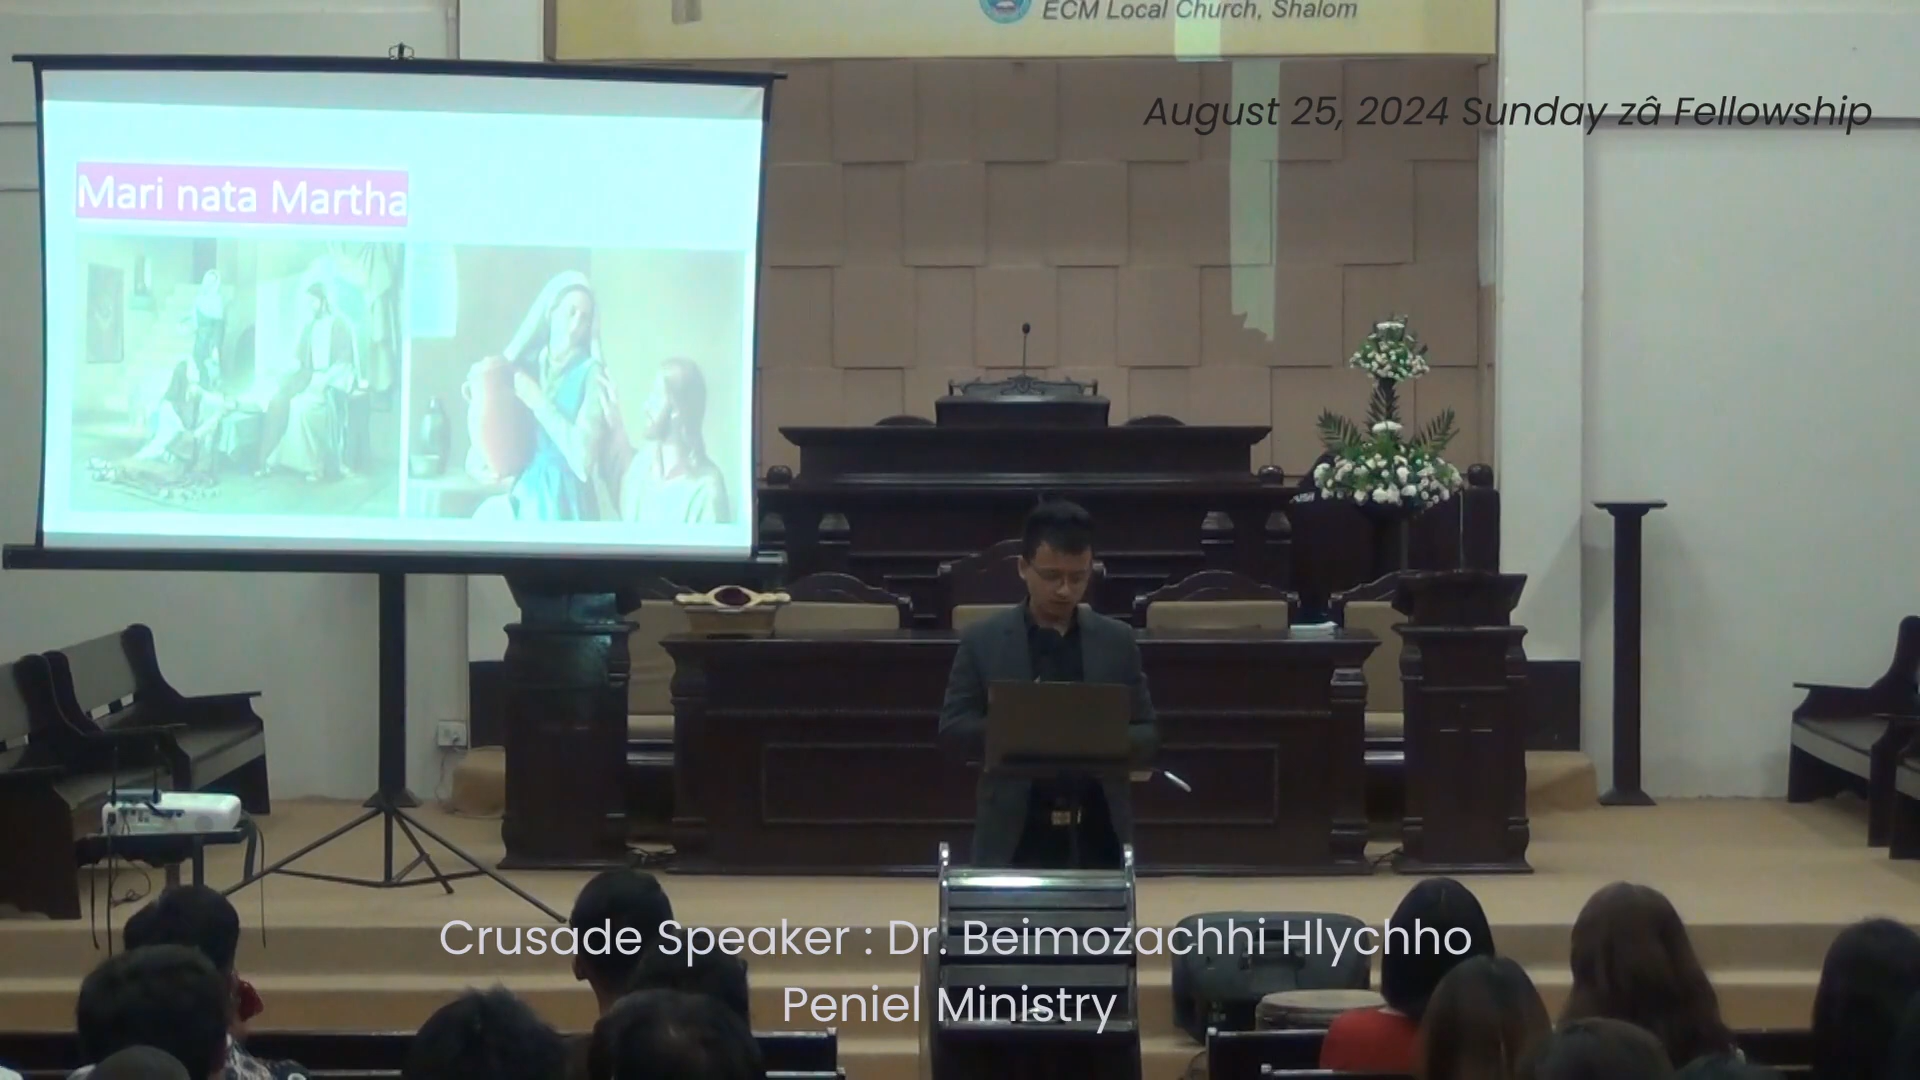 ECM Local Church, Shalom
August 25, 2024 Sunday zâ Fellowship
Mari nata Martha
Crusade Speaker : Dr. Beimozachhi Hlychho
Peniel Ministry